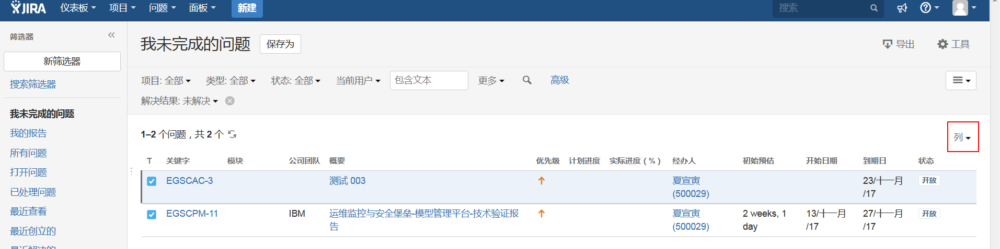 JIRA 仪表板 项目 问题 面板 新建 搜索
筛选器
新筛选器
搜索筛选器
我未完成的问题
我的报告
所有问题
打开问题
已处理问题
最近查看
最近创立的
最近解决的
我未完成的问题 保存为 导出 工具
项目: 全部 类型: 全部 状态: 全部 当前用户 包含文本 更多 高级
解决结果: 未解决
1–2 个问题，共 2 个 列
T 关键字 模块 公司团队 概要 优先级 计划进度 实际进度（%） 经办人 初始预估 开始日期 到期日 状态
EGSCAC-3 测试 003 夏宣寅 23/十一月 开放
(500029) /17
EGSCPM-11 IBM 运维监控与安全堡垒-模型管理平台-技术验证报 夏宣寅 2 weeks, 1 13/十一月 27/十一月 开放
告 (500029) day /17 /17